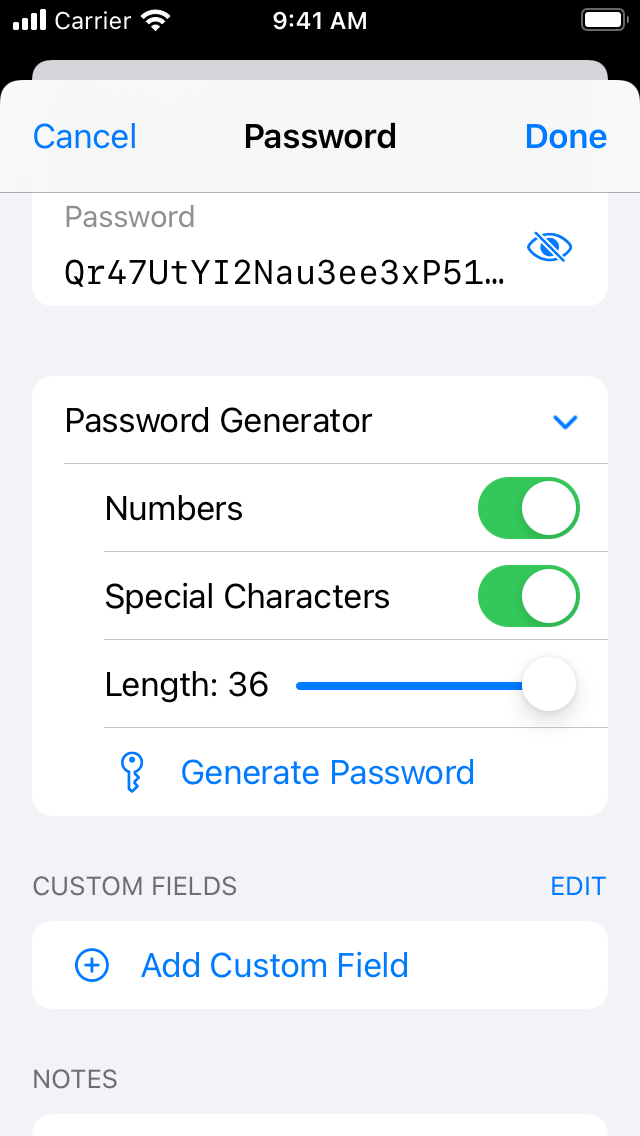 Carrier 9:41 AM
Cancel Password Done
Password
Qr47UtYI2Nau3ee3xP51…
Password Generator
Numbers
Special Characters
Length: 36
Generate Password
CUSTOM FIELDS EDIT
Add Custom Field
NOTES